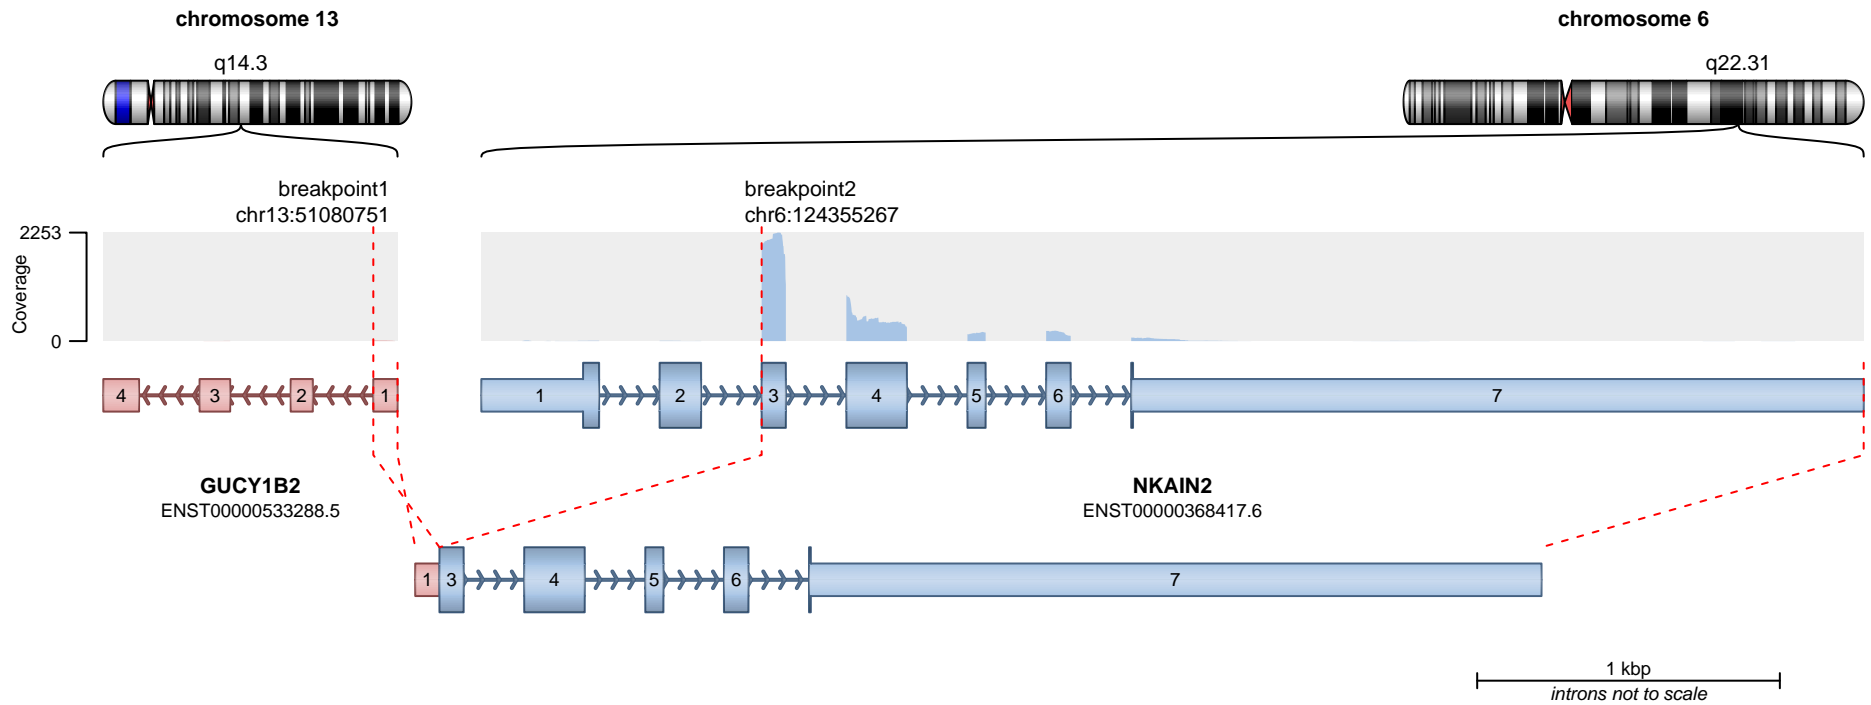 chromosome 13
chromosome 6
q14.3
q22.31
breakpoint1
chr13:51080751
breakpoint2
chr6:124355267
2253
Coverage
0
4 3 2 1
1 2 3 4 5 6 7
GUCY1B2
ENST00000533288.5
NKAIN2
ENST00000368417.6
1 3 4 5 6 7
1 kbp
introns not to scale